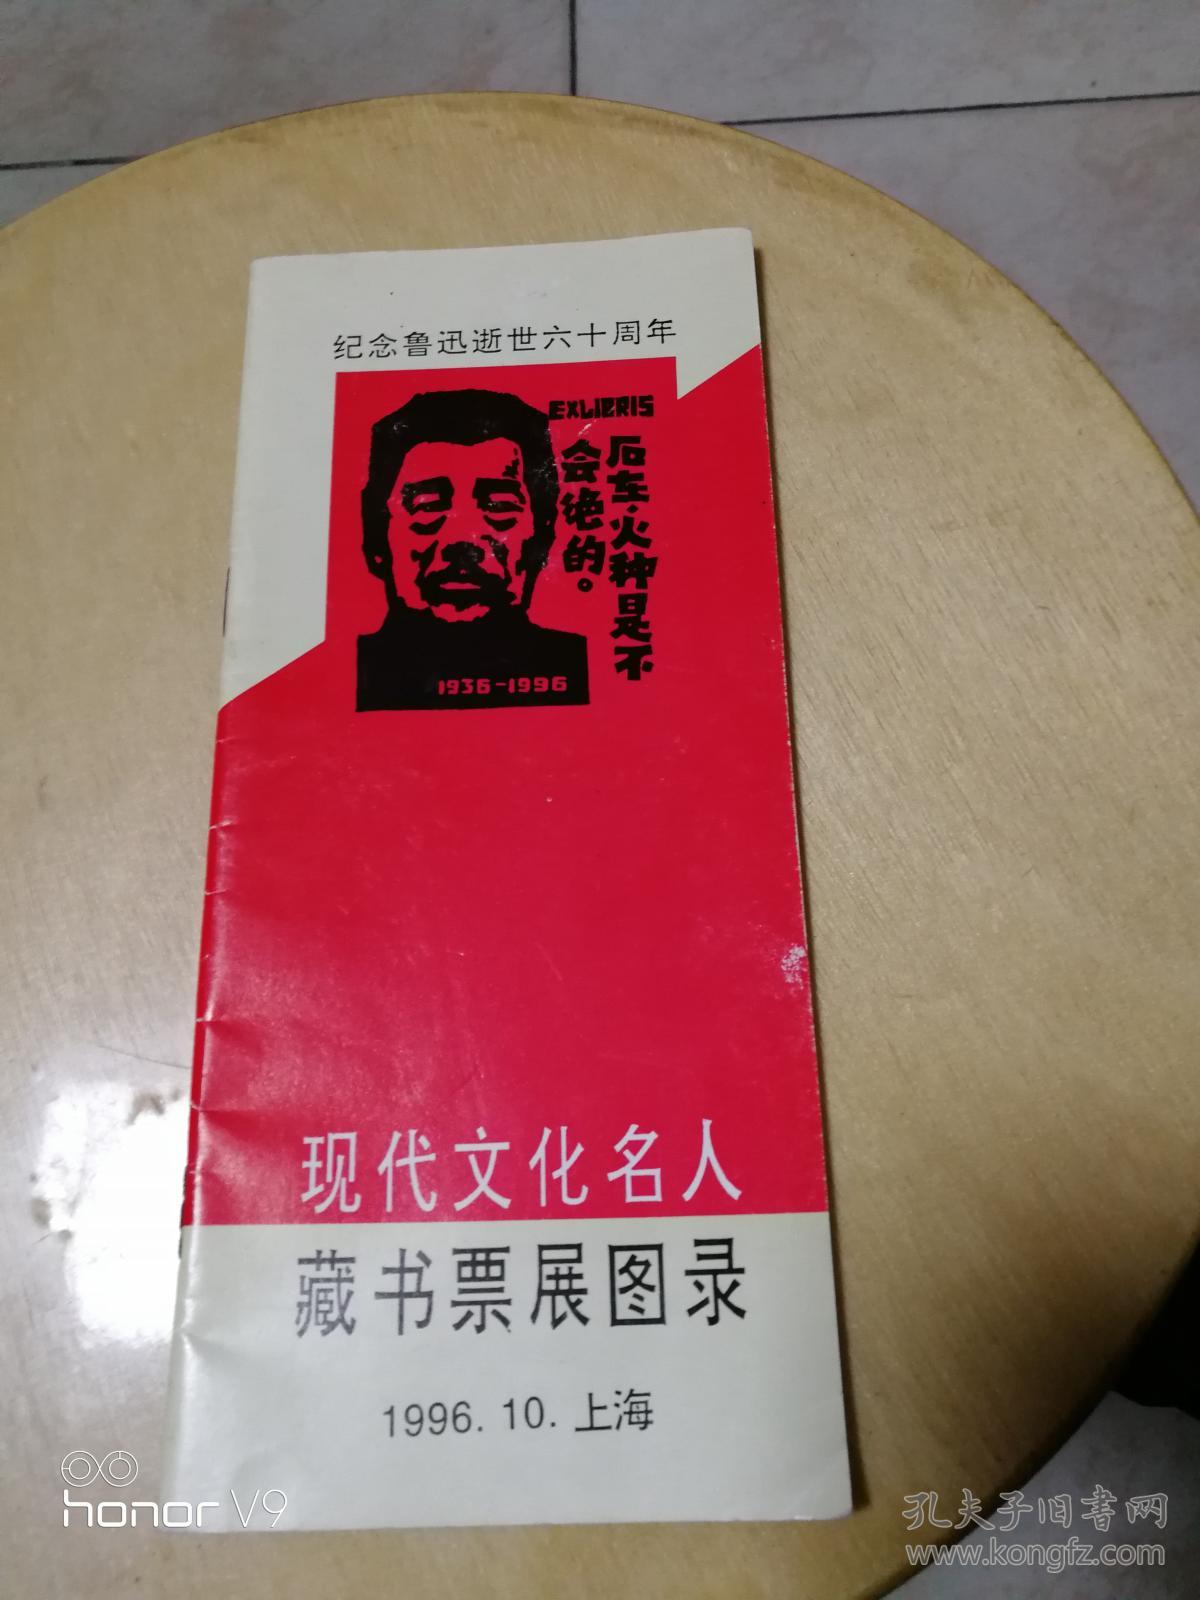 纪念鲁迅逝世六十周年
EXLIBRIS
石在，火种是不
会绝的。
1936-1996
现代文化名人
藏书票展图录
1996.10.上海
honor V9
孔夫子旧书网
www.kongfz.com